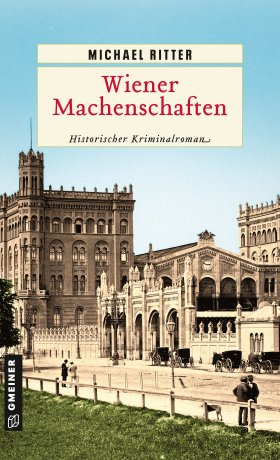 MICHAEL RITTER
Wiener
Machenschaften
Historischer Kriminalroman
GMEINER